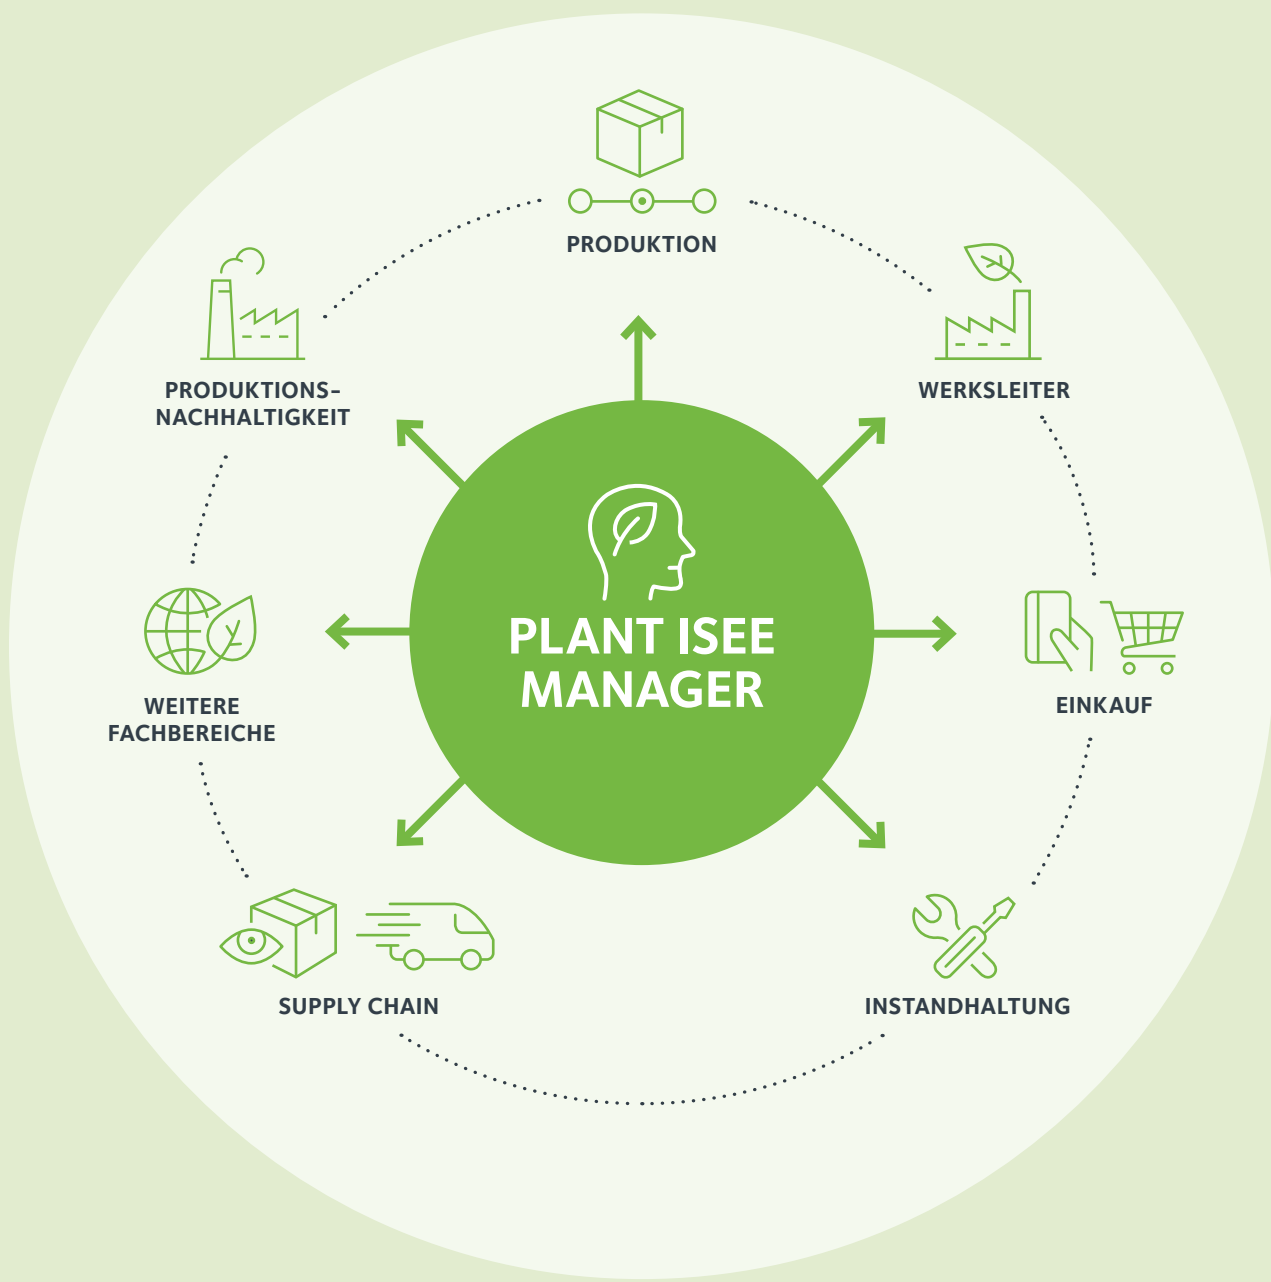 PRODUKTION
PRODUKTIONS-
NACHHALTIGKEIT
WERKSLEITER
PLANT ISEE
MANAGER
WEITERE
FACHBEREICHE
EINKAUF
SUPPLY CHAIN
INSTANDHALTUNG